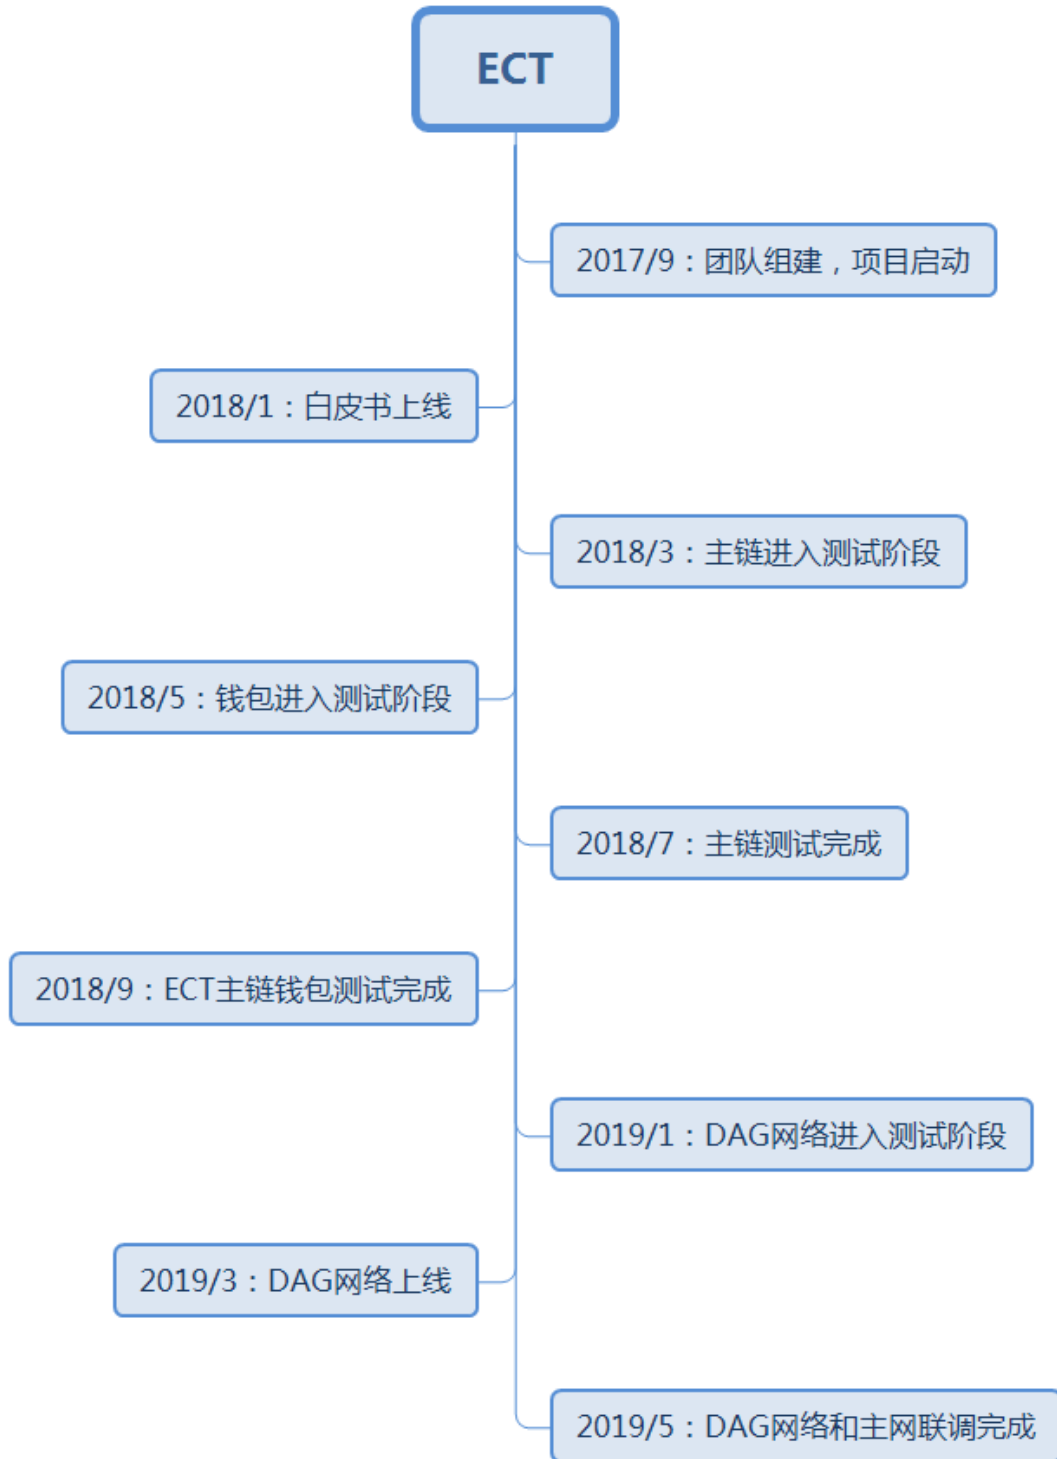 ECT
2017/9：团队组建，项目启动
2018/1：白皮书上线
2018/3：主链进入测试阶段
2018/5：钱包进入测试阶段
2018/7：主链测试完成
2018/9：ECT主链钱包测试完成
2019/1：DAG网络进入测试阶段
2019/3：DAG网络上线
2019/5：DAG网络和主网联调完成